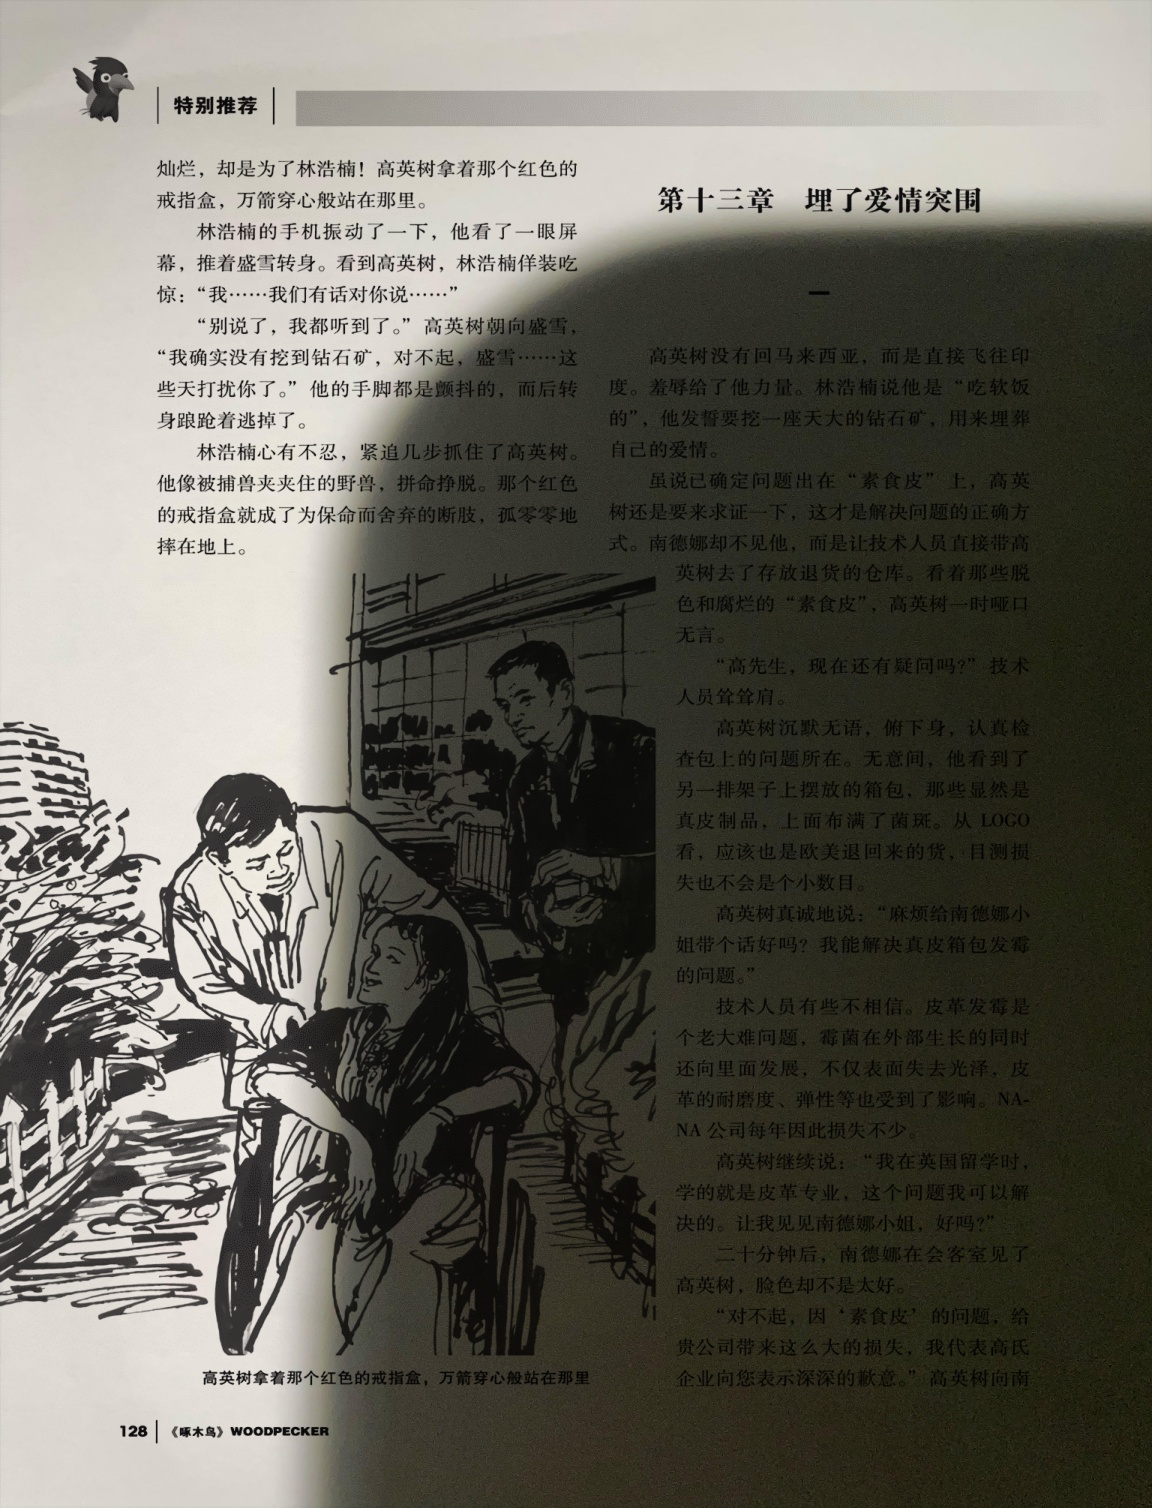 特别推荐
灿烂，却是为了林浩楠！高英树拿着那个红色的
戒指盒，万箭穿心般站在那里。
林浩楠的手机振动了一下，他看了一眼屏
幕，推着盛雪转身。看到高英树，林浩楠佯装吃
惊：“我……我们有话对你说……”
“别说了，我都听到了。”高英树朝向盛雪，
“我确实没有挖到钻石矿，对不起，盛雪……这
些天打扰你了。”他的手脚都是颤抖的，而后转
身踉跄着逃掉了。
林浩楠心有不忍，紧追几步抓住了高英树。
他像被捕兽夹夹住的野兽，拼命挣脱。那个红色
的戒指盒就成了为保命而舍弃的断肢，孤零零地
摔在地上。
高英树拿着那个红色的戒指盒，万箭穿心般站在那里
第十三章　埋了爱情突围
一
高英树没有回马来西亚，而是直接飞往印
度。羞辱给了他力量。林浩楠说他是“吃软饭
的”，他发誓要挖一座天大的钻石矿，用来埋葬
自己的爱情。
虽说已确定问题出在“素食皮”上，高英
树还是要来求证一下，这才是解决问题的正确方
式。南德娜却不见他，而是让技术人员直接带高
英树去了存放退货的仓库。看着那些脱
色和腐烂的“素食皮”，高英树一时哑口
无言。
“高先生，现在还有疑问吗？”技术
人员耸耸肩。
高英树沉默无语，俯下身，认真检
查包上的问题所在。无意间，他看到了
另一排架子上摆放的箱包，那些显然是
真皮制品，上面布满了菌斑。从 LOGO
看，应该也是欧美退回来的货，目测损
失也不会是个小数目。
高英树真诚地说：“麻烦给南德娜小
姐带个话好吗？我能解决真皮箱包发霉
的问题。”
技术人员有些不相信。皮革发霉是
个老大难问题，霉菌在外部生长的同时
还向里面发展，不仅表面失去光泽，皮
革的耐磨度、弹性等也受到了影响。NA-
NA 公司每年因此损失不少。
高英树继续说：“我在英国留学时，
学的就是皮革专业，这个问题我可以解
决的。让我见见南德娜小姐，好吗？”
二十分钟后，南德娜在会客室见了
高英树，脸色却不是太好。
“对不起，因‘素食皮’的问题，给
贵公司带来这么大的损失，我代表高氏
企业向您表示深深的歉意。”高英树向南
128 《啄木鸟》WOODPECKER